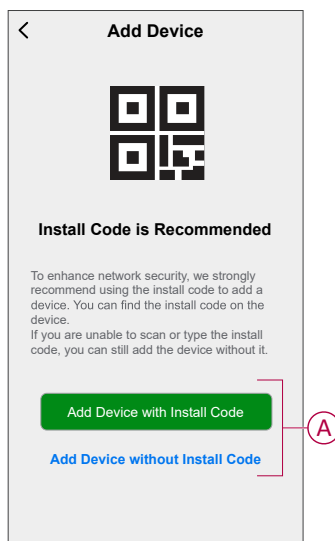 Add Device
Install Code is Recommended
To enhance network security, we strongly
recommend using the install code to add a
device. You can find the install code on the
device.
If you are unable to scan or type the install
code, you can still add the device without it.
Add Device with Install Code
A
Add Device without Install Code